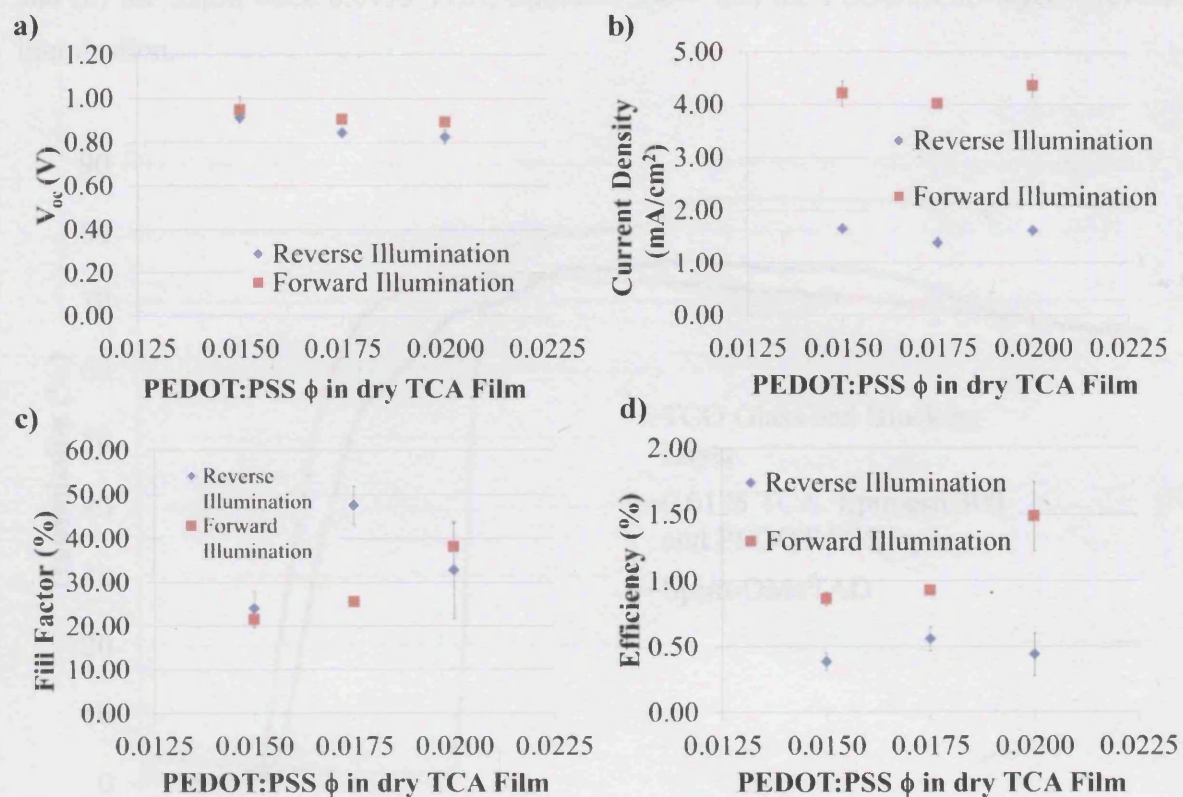 a)
1.20
1.00
0.80
0.60
0.40
0.20
0.00
Voc (V)
Reverse Illumination
Forward Illumination
0.0125 0.0150 0.0175 0.0200 0.0225
PEDOT:PSS ϕ in dry TCA Film
b)
5.00
4.00
3.00
2.00
1.00
0.00
Current Density
(mA/cm²)
Reverse Illumination
Forward Illumination
0.0125 0.0150 0.0175 0.0200 0.0225
PEDOT:PSS ϕ in dry TCA Film
c)
60.00
50.00
40.00
30.00
20.00
10.00
0.00
Fill Factor (%)
Reverse
Illumination
Forward
Illumination
0.0125 0.0150 0.0175 0.0200 0.0225
PEDOT:PSS ϕ in dry TCA Film
d)
2.00
1.50
1.00
0.50
0.00
Efficiency (%)
Reverse Illumination
Forward Illumination
0.0125 0.0150 0.0175 0.0200 0.0225
PEDOT:PSS ϕ in dry TCA Film